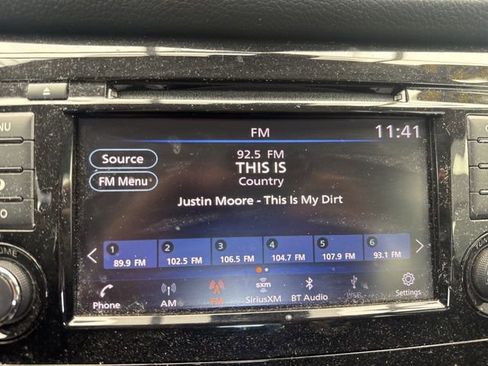 FM
11:41
Source
92.5 FM
THIS IS
FM Menu
Country
Justin Moore - This Is My Dirt
1 2 3 4 5 6
89.9 FM 102.5 FM 106.5 FM 104.7 FM 107.9 FM 93.1 FM
sxm
Phone AM FM SiriusXM BT Audio Settings